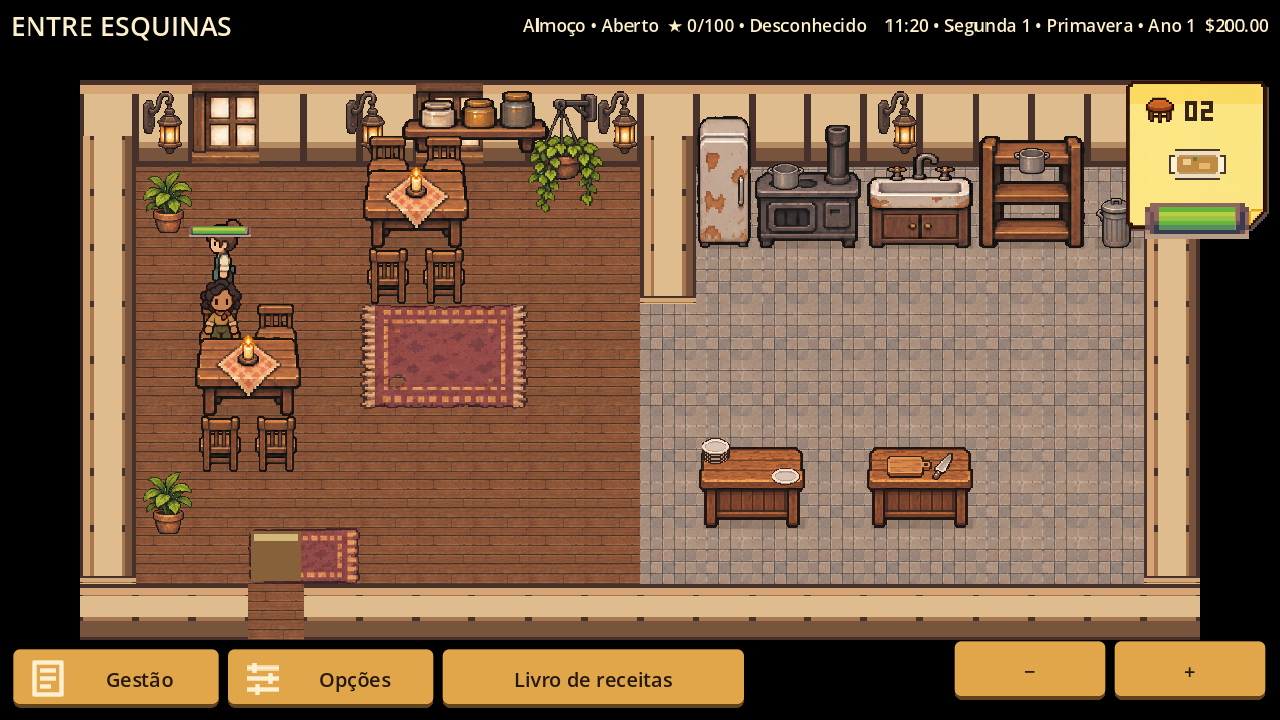 ENTRE ESQUINAS
Almoço • Aberto ★ 0/100 • Desconhecido 11:20 • Segunda 1 • Primavera • Ano 1 $200.00
02
Gestão
Opções
Livro de receitas
−
+